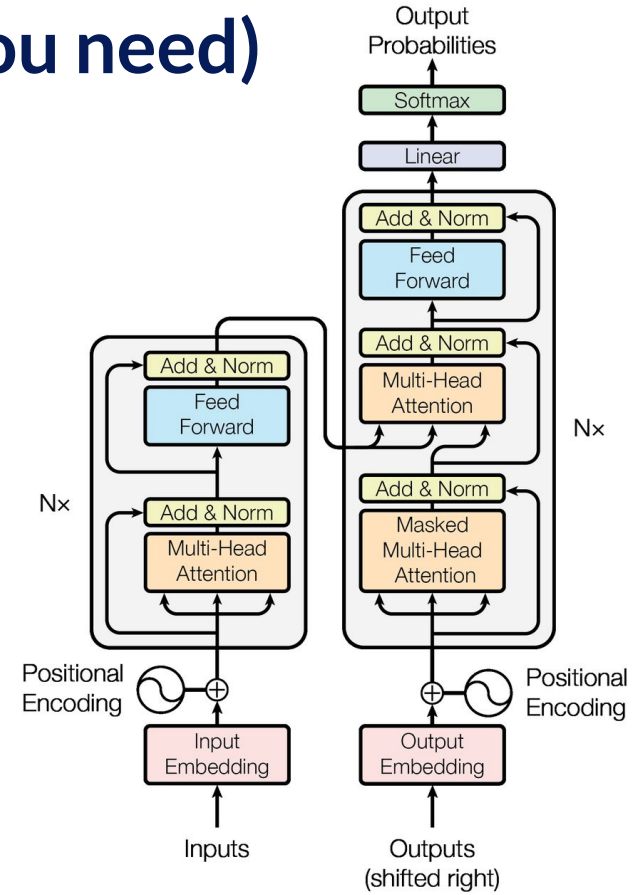 ou need)
Output
Probabilities
Softmax
Linear
Add & Norm
Feed
Forward
Add & Norm
Multi-Head
Attention
Add & Norm
Masked
Multi-Head
Attention
N×
Add & Norm
Feed
Forward
Add & Norm
Multi-Head
Attention
N×
Positional
Encoding
Positional
Encoding
Input
Embedding
Output
Embedding
Inputs
Outputs
(shifted right)